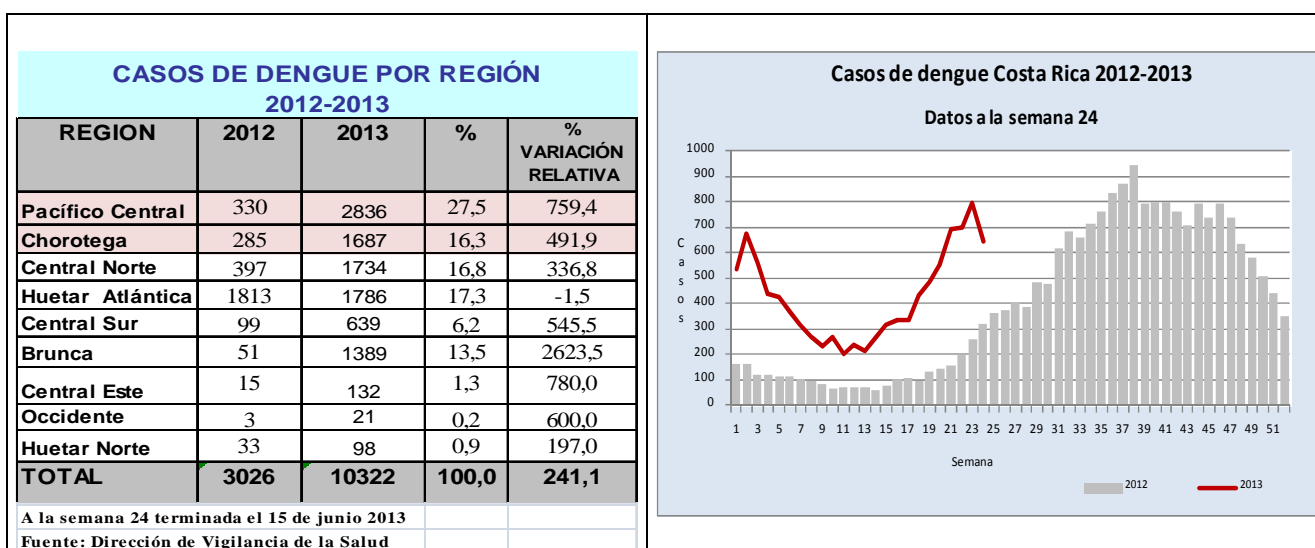 CASOS DE DENGUE POR REGIÓN
2012-2013
REGION 2012 2013 % % VARIACIÓN RELATIVA
Pacífico Central 330 2836 27,5 759,4
Chorotega 285 1687 16,3 491,9
Central Norte 397 1734 16,8 336,8
Huetar Atlántica 1813 1786 17,3 -1,5
Central Sur 99 639 6,2 545,5
Brunca 51 1389 13,5 2623,5
Central Este 15 132 1,3 780,0
Occidente 3 21 0,2 600,0
Huetar Norte 33 98 0,9 197,0
TOTAL 3026 10322 100,0 241,1
A la semana 24 terminada el 15 de junio 2013
Fuente: Dirección de Vigilancia de la Salud
Casos de dengue Costa Rica 2012-2013
Datos a la semana 24
1000
900
800
700
600
500
400
300
200
100
0
Casos
1 3 5 7 9 11 13 15 17 19 21 23 25 27 29 31 33 35 37 39 41 43 45 47 49 51
Semana
2012 2013